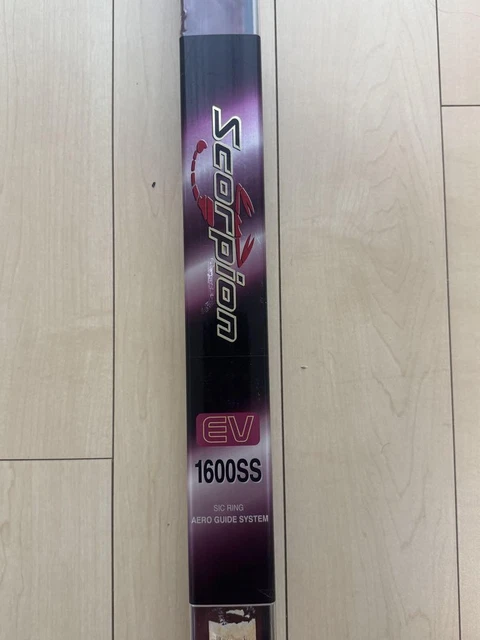 Scorpion
EV
1600SS
SIC RING
AERO GUIDE SYSTEM